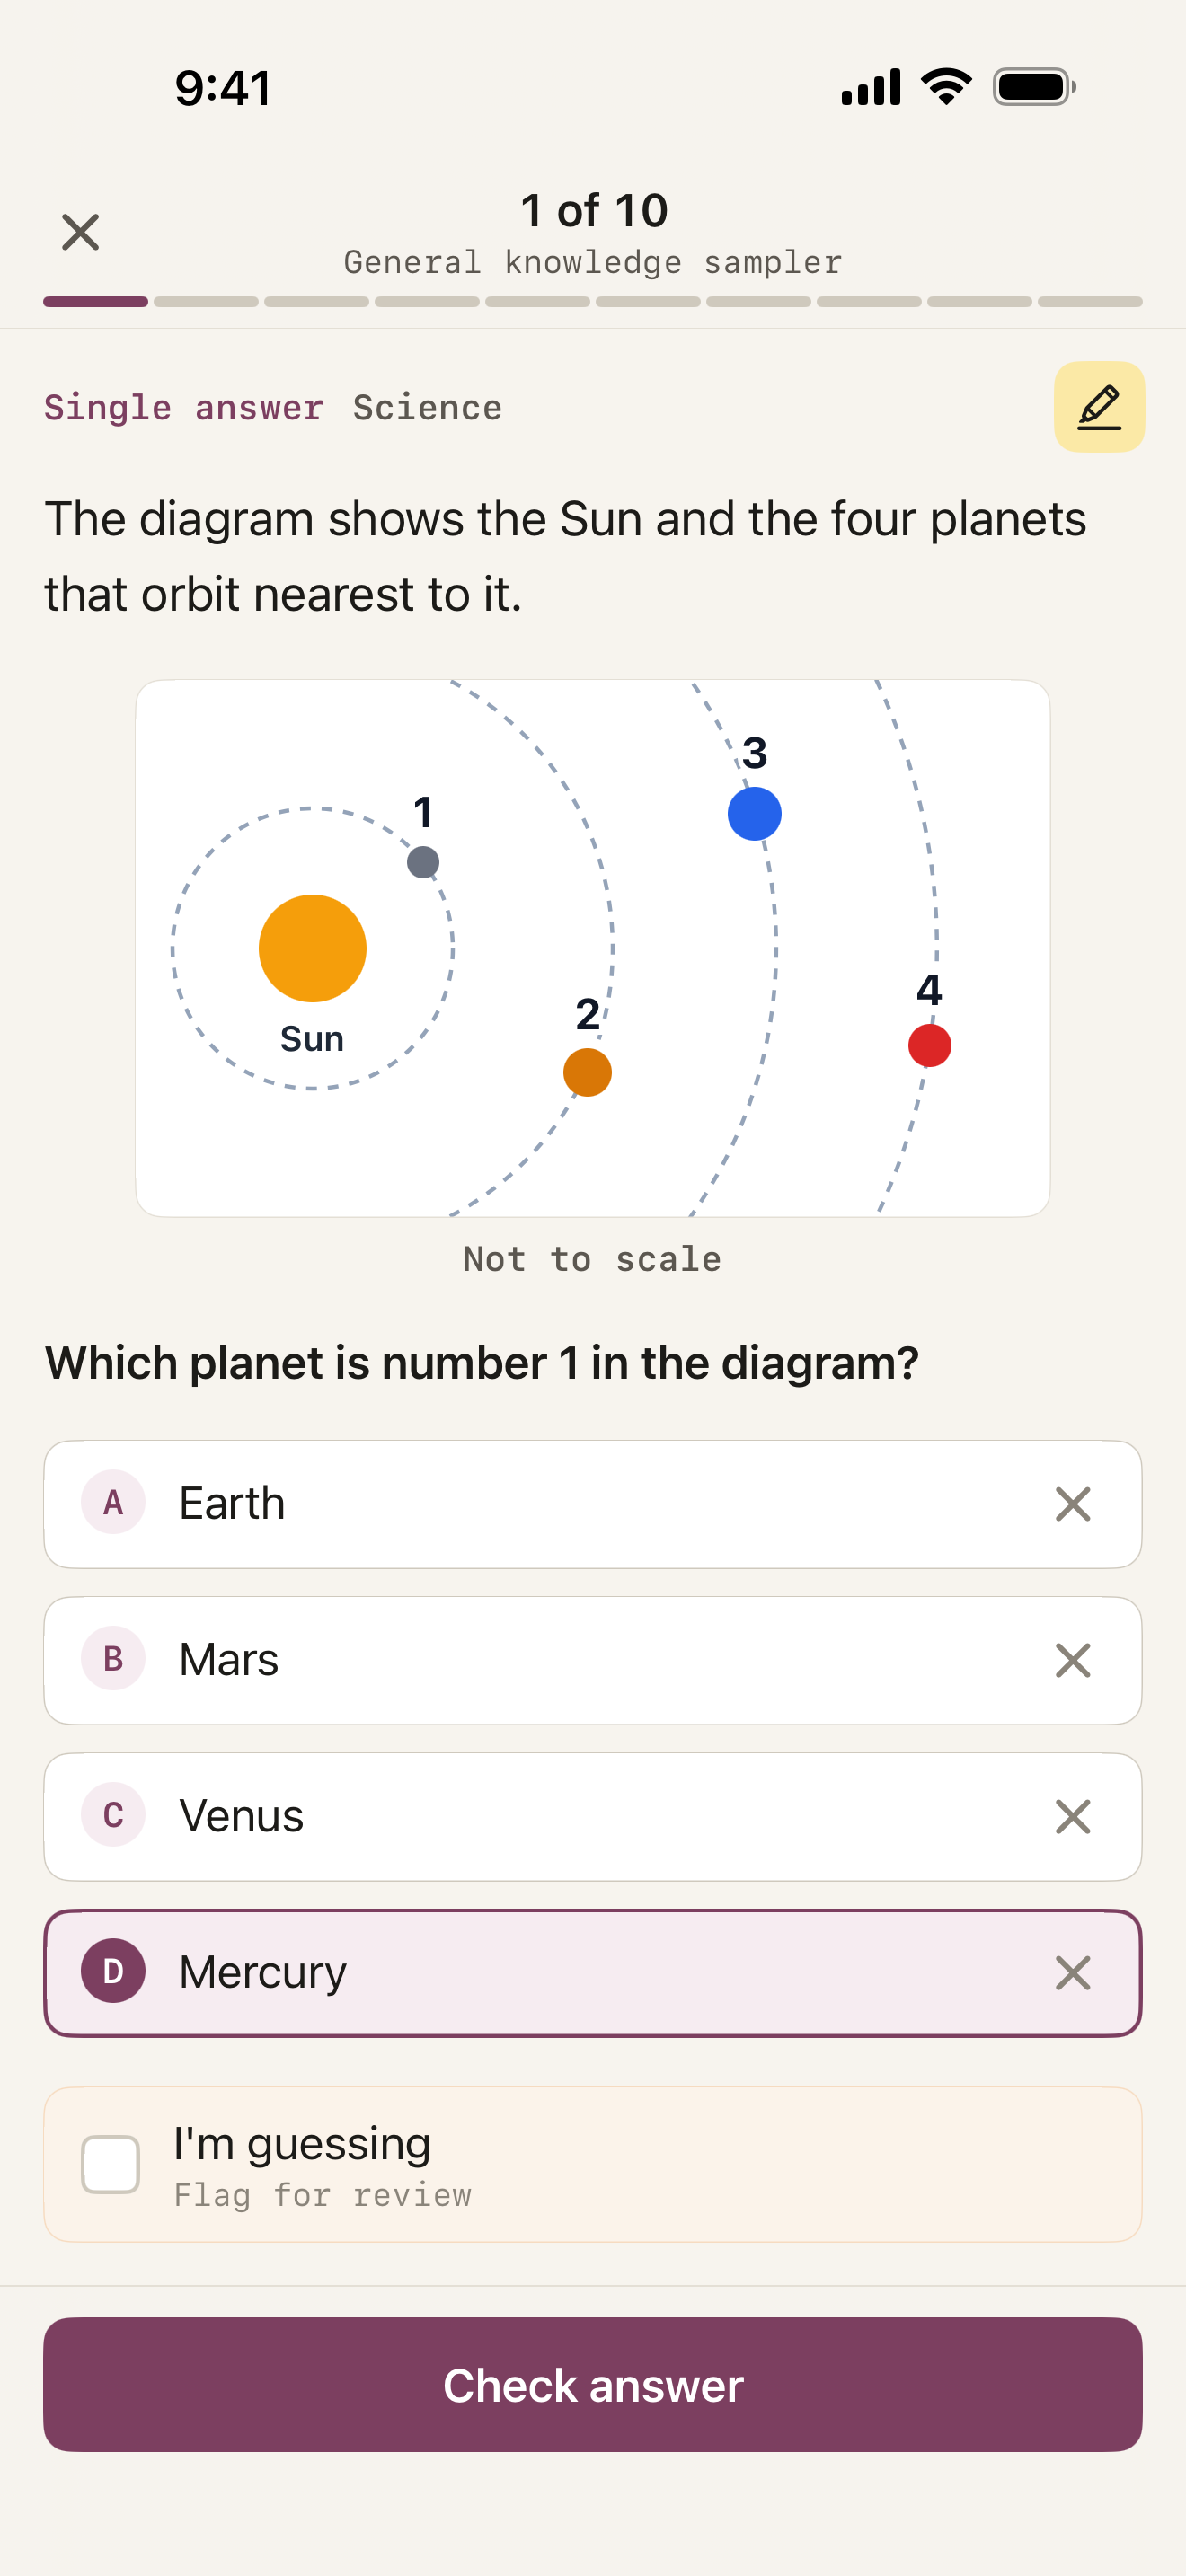 9:41
1 of 10
General knowledge sampler
Single answer Science
The diagram shows the Sun and the four planets
that orbit nearest to it.
3
1
4
2
Sun
Not to scale
Which planet is number 1 in the diagram?
A Earth
B Mars
C Venus
D Mercury
I'm guessing
Flag for review
Check answer